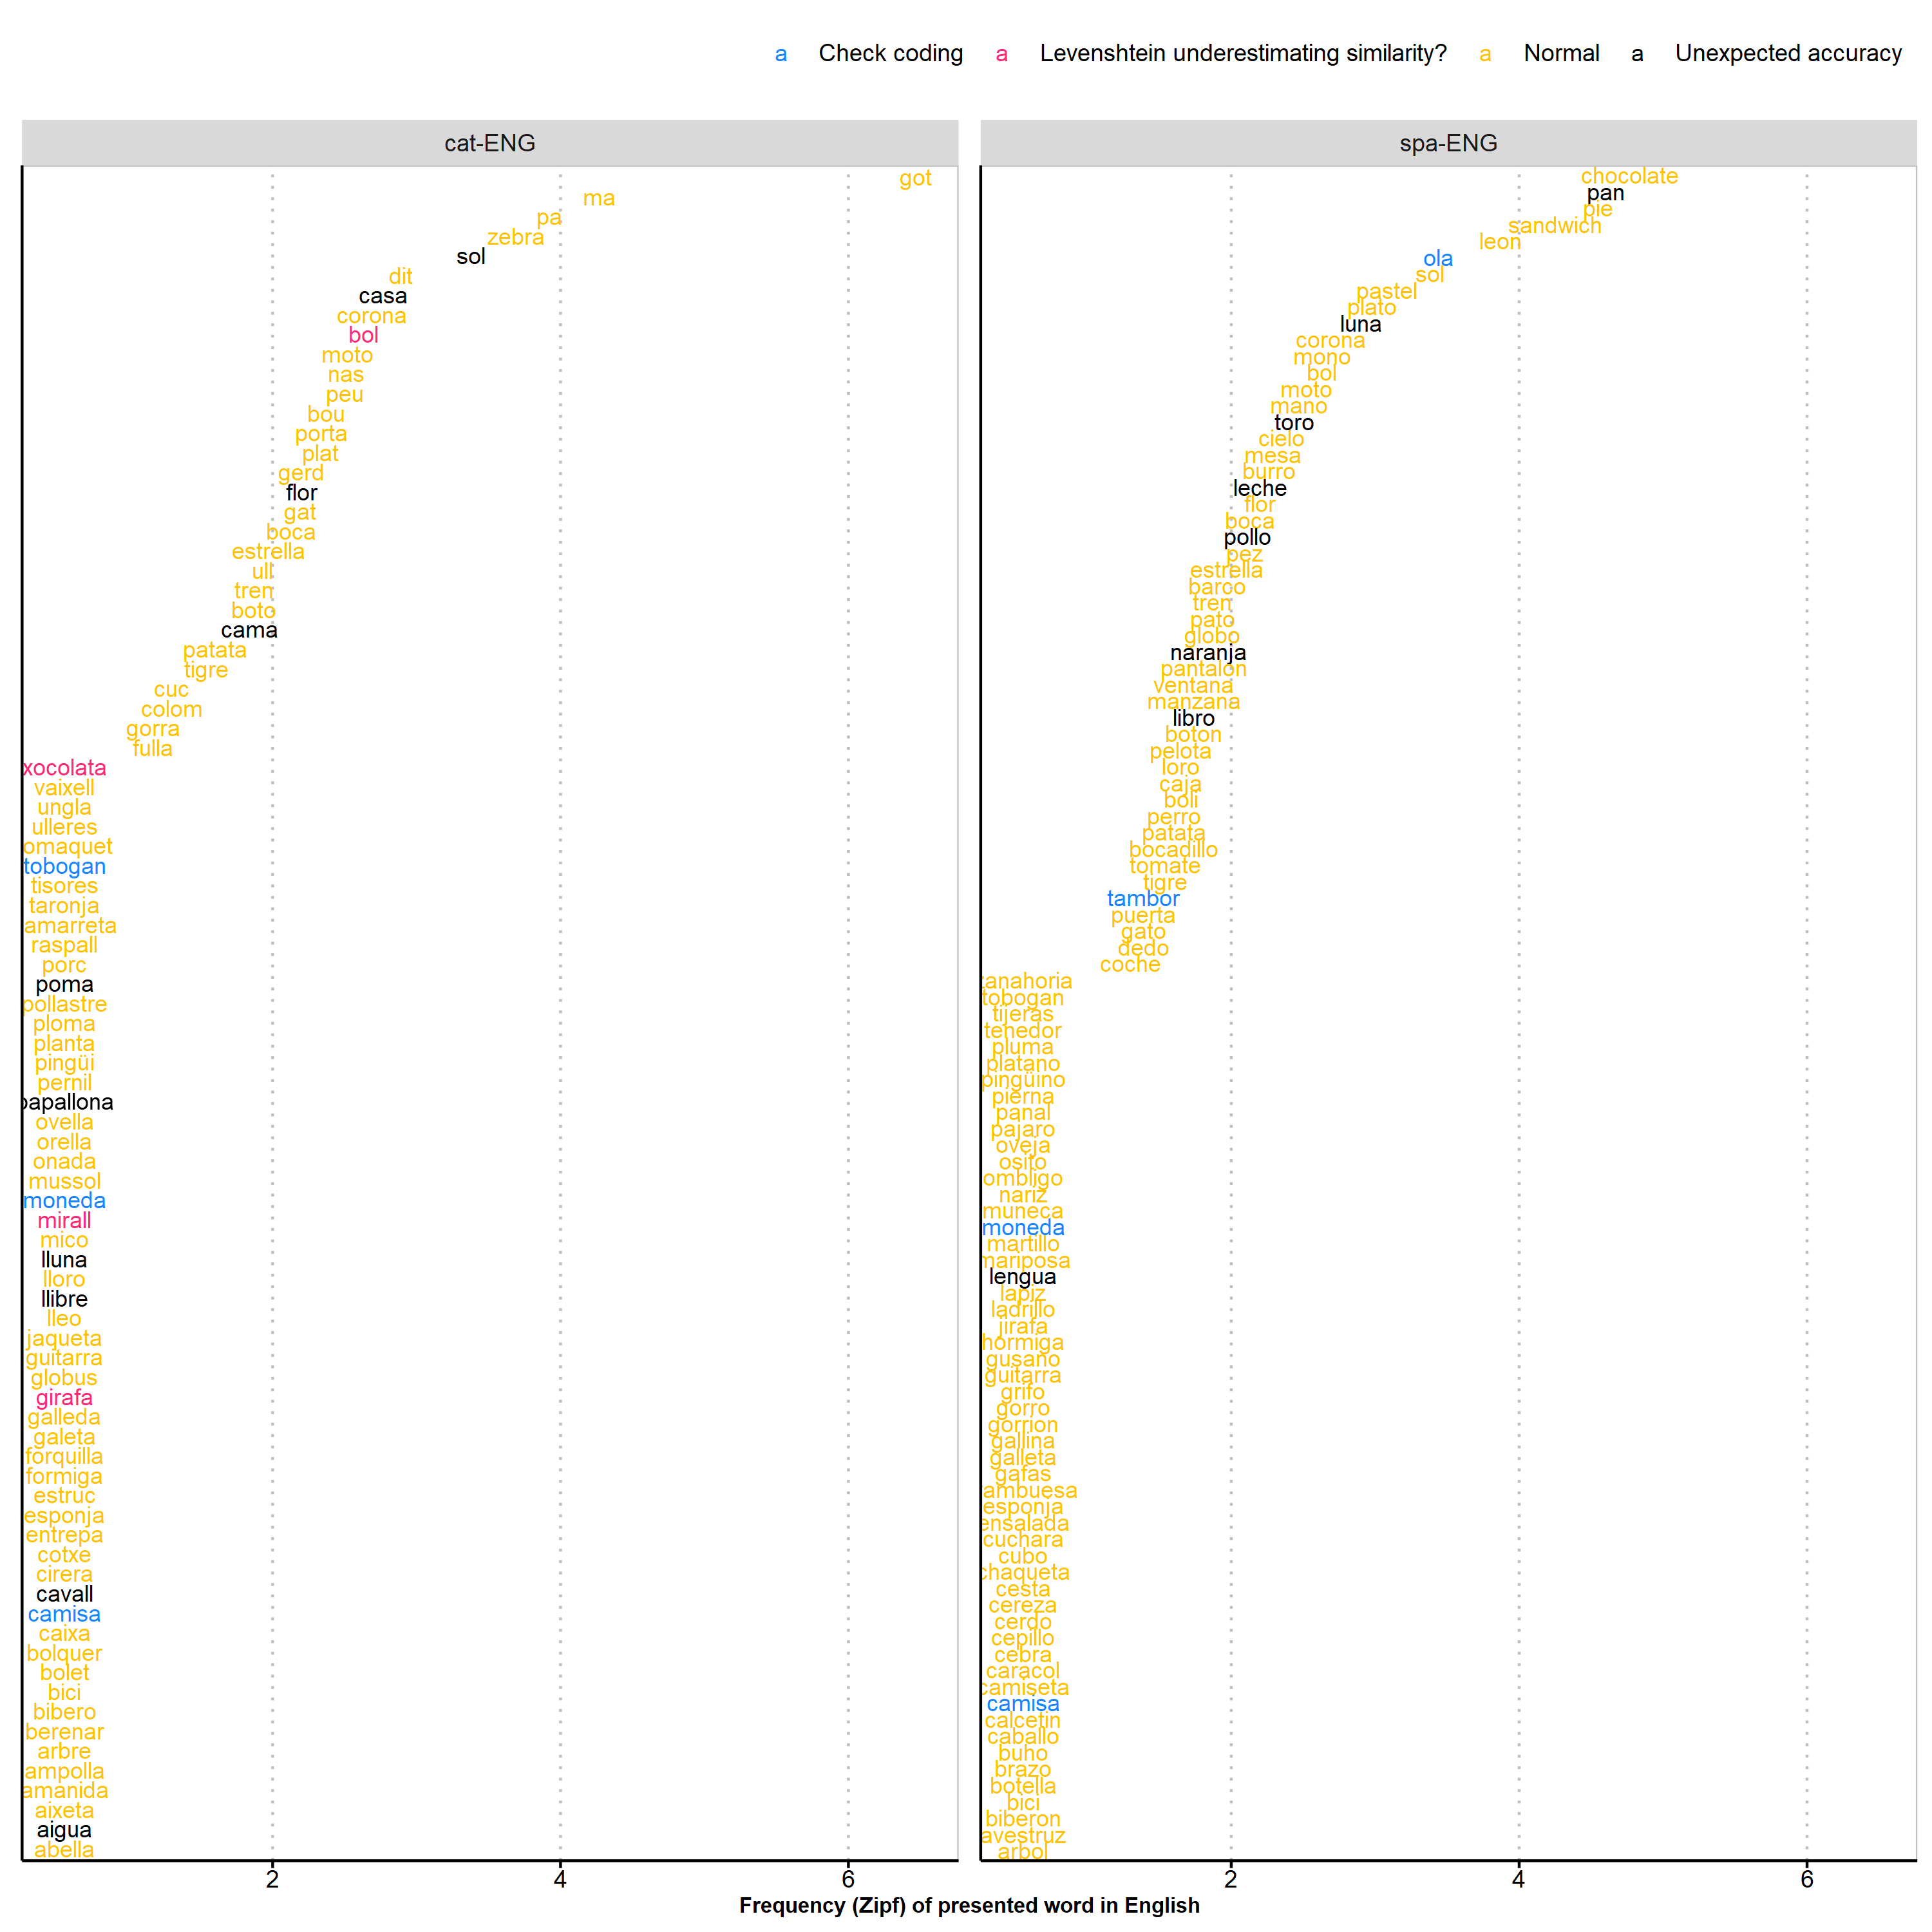 a Check coding a Levenshtein underestimating similarity? a Normal a Unexpected accuracy
cat-ENG
got
ma
pa
zebra
sol
dit
casa
corona
bol
moto
nas
peu
bou
porta
plat
gerd
flor
gat
boca
estrella
ull
tren
boto
cama
patata
tigre
cuc
colom
gorra
fulla
xocolata
vaixell
ungla
ulleres
omaquet
tobogan
tisores
taronja
amarreta
raspall
porc
poma
pollastre
ploma
planta
pingüi
pernil
papallona
ovella
orella
onada
mussol
moneda
mirall
mico
lluna
lloro
llibre
lleo
jaqueta
guitarra
globus
girafa
galleda
galeta
forquilla
formiga
estruc
esponja
entrepa
cotxe
cirera
cavall
camisa
caixa
bolquer
bolet
bici
bibero
berenar
arbre
ampolla
amanida
aixeta
aigua
abella
2 4 6
spa-ENG
chocolate
pan
pie
sandwich
leon
ola
sol
pastel
plato
luna
corona
mono
bol
moto
mano
toro
cielo
mesa
burro
leche
flor
boca
pollo
pez
estrella
barco
tren
pato
globo
naranja
pantalon
ventana
manzana
libro
boton
pelota
loro
caja
boli
perro
patata
bocadillo
tomate
tigre
tambor
puerta
gato
dedo
coche
anahoria
tobogan
tijeras
tenedor
pluma
platano
pingüino
pierna
panal
pajaro
oveja
osito
ombligo
nariz
muneca
moneda
martillo
mariposa
lengua
lapiz
ladrillo
jirafa
hormiga
gusano
guitarra
grifo
gorro
gorrion
gallina
galleta
gafas
ambuesa
esponja
ensalada
cuchara
cubo
chaqueta
cesta
cereza
cerdo
cepillo
cebra
caracol
camiseta
camisa
calcetin
caballo
buho
brazo
botella
bici
biberon
avestruz
arbol
2 4 6
Frequency (Zipf) of presented word in English